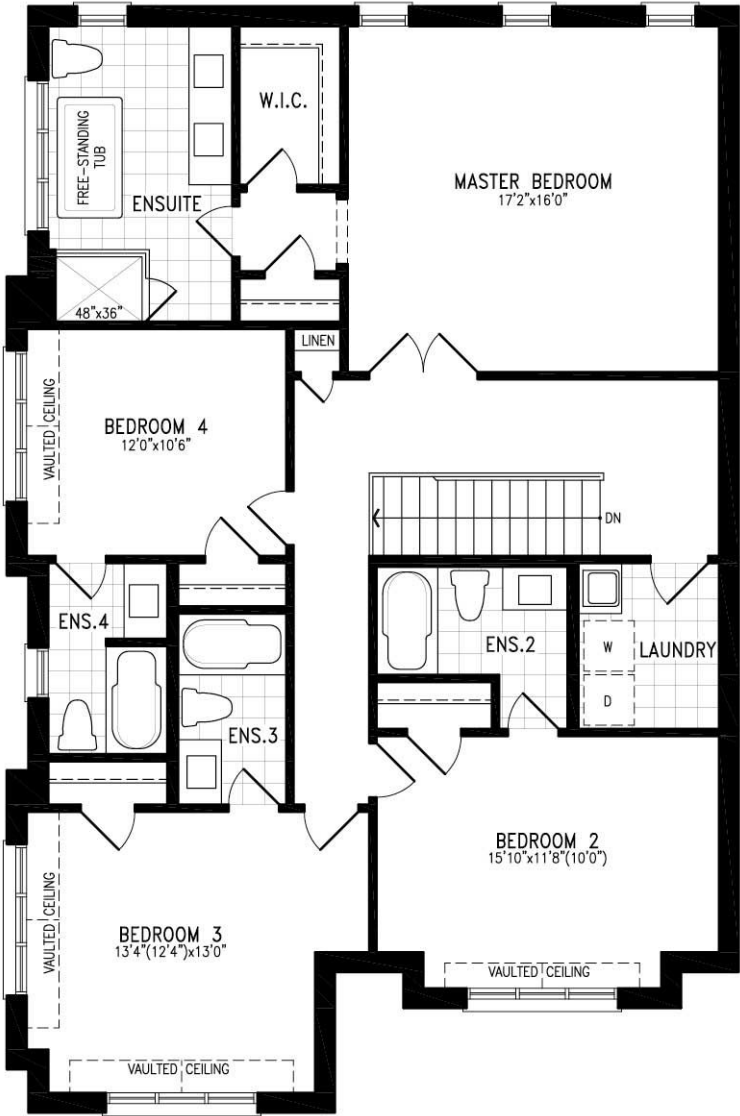 W.I.C.
FREE-STANDING
TUB
MASTER BEDROOM
17'2"x16'0"
ENSUITE
48"x36"
LINEN
VAULTED CEILING
BEDROOM 4
12'0"x10'6"
DN
ENS.4
ENS.2
W
LAUNDRY
D
ENS.3
BEDROOM 2
15'10"x11'8"(10'0")
VAULTED CEILING
BEDROOM 3
13'4"(12'4")x13'0"
VAULTED CEILING
VAULTED CEILING